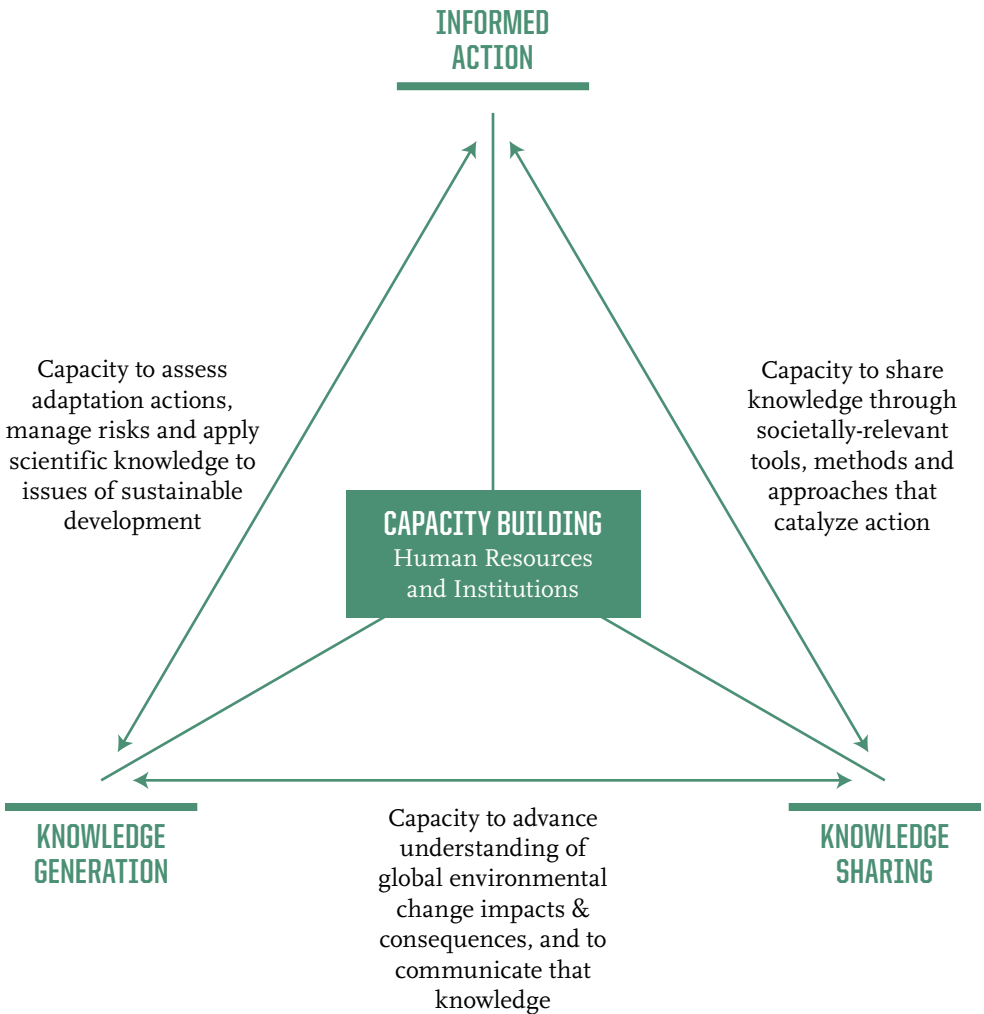 INFORMED
ACTION
Capacity to assess
adaptation actions,
manage risks and apply
scientific knowledge to
issues of sustainable
development
Capacity to share
knowledge through
societally-relevant
tools, methods and
approaches that
catalyze action
CAPACITY BUILDING
Human Resources
and Institutions
KNOWLEDGE
GENERATION
Capacity to advance
understanding of
global environmental
change impacts &
consequences, and to
communicate that
knowledge
KNOWLEDGE
SHARING